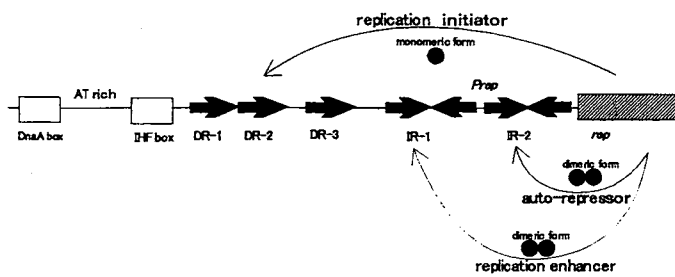 replication initiator
monomeric form
Prep
AT rich
DnaA box
IHF box
DR-1
DR-2
DR-3
IR-1
IR-2
rep
dimeric form
auto-repressor
dimeric form
replication enhancer